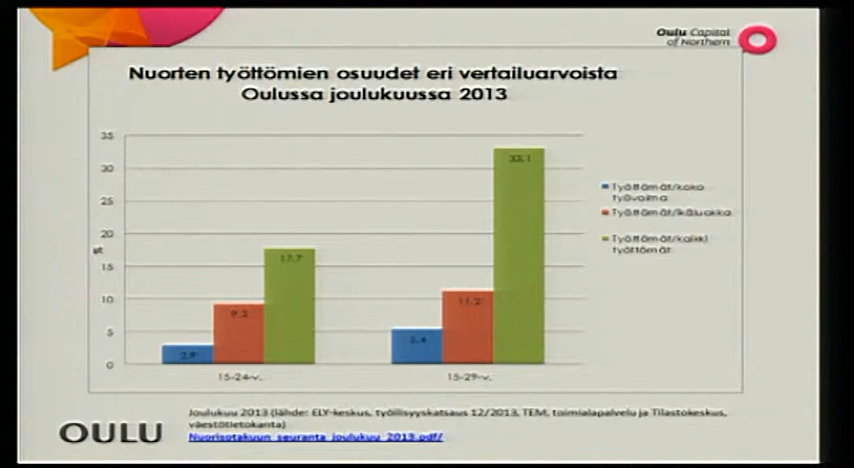 Oulu Capital
of Northern
Nuorten työttömien osuudet eri vertailuarvoista
Oulussa joulukuussa 2013
35
30
25
20
15
10
5
0
2,9
9,2
17,7
5,4
11,2
33,1
15-24-v.
15-29-v.
Työttömät/koko
työvoima
Työttömät/ikäluokka
Työttömät/kaikki
työttömät
Joulukuu 2013 (lähde: ELY-keskus, työllisyyskatsaus 12/2013, TEM, toimialapalvelu ja Tilastokeskus,
väestötietokanta)
Nuorisotakuun_seuranta_joulukuu_2013.pdf/
OULU